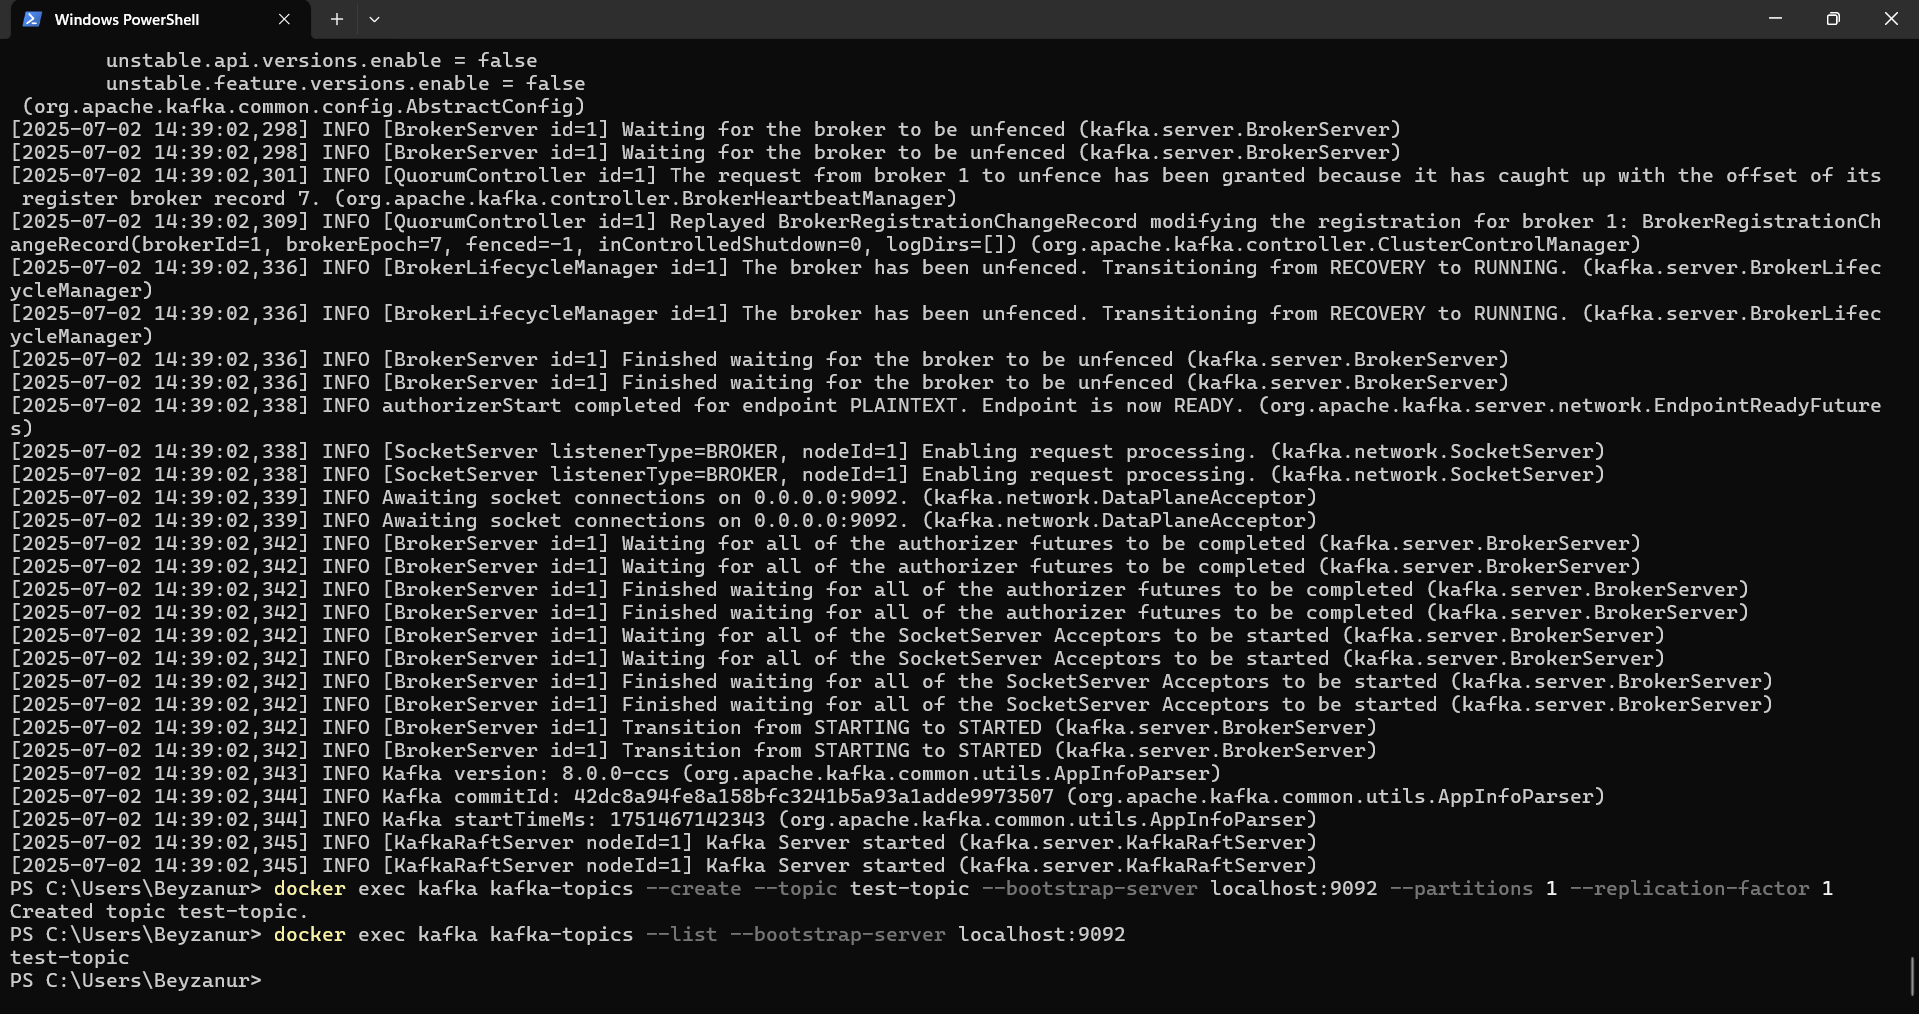 Windows PowerShell
unstable.api.versions.enable = false
unstable.feature.versions.enable = false
(org.apache.kafka.common.config.AbstractConfig)
[2025-07-02 14:39:02,298] INFO [BrokerServer id=1] Waiting for the broker to be unfenced (kafka.server.BrokerServer)
[2025-07-02 14:39:02,298] INFO [BrokerServer id=1] Waiting for the broker to be unfenced (kafka.server.BrokerServer)
[2025-07-02 14:39:02,301] INFO [QuorumController id=1] The request from broker 1 to unfence has been granted because it has caught up with the offset of its
register broker record 7. (org.apache.kafka.controller.BrokerHeartbeatManager)
[2025-07-02 14:39:02,309] INFO [QuorumController id=1] Replayed BrokerRegistrationChangeRecord modifying the registration for broker 1: BrokerRegistrationCh
angeRecord(brokerId=1, brokerEpoch=7, fenced=-1, inControlledShutdown=0, logDirs=[]) (org.apache.kafka.controller.ClusterControlManager)
[2025-07-02 14:39:02,336] INFO [BrokerLifecycleManager id=1] The broker has been unfenced. Transitioning from RECOVERY to RUNNING. (kafka.server.BrokerLifec
ycleManager)
[2025-07-02 14:39:02,336] INFO [BrokerLifecycleManager id=1] The broker has been unfenced. Transitioning from RECOVERY to RUNNING. (kafka.server.BrokerLifec
ycleManager)
[2025-07-02 14:39:02,336] INFO [BrokerServer id=1] Finished waiting for the broker to be unfenced (kafka.server.BrokerServer)
[2025-07-02 14:39:02,336] INFO [BrokerServer id=1] Finished waiting for the broker to be unfenced (kafka.server.BrokerServer)
[2025-07-02 14:39:02,338] INFO authorizerStart completed for endpoint PLAINTEXT. Endpoint is now READY. (org.apache.kafka.server.network.EndpointReadyFuture
s)
[2025-07-02 14:39:02,338] INFO [SocketServer listenerType=BROKER, nodeId=1] Enabling request processing. (kafka.network.SocketServer)
[2025-07-02 14:39:02,338] INFO [SocketServer listenerType=BROKER, nodeId=1] Enabling request processing. (kafka.network.SocketServer)
[2025-07-02 14:39:02,339] INFO Awaiting socket connections on 0.0.0.0:9092. (kafka.network.DataPlaneAcceptor)
[2025-07-02 14:39:02,339] INFO Awaiting socket connections on 0.0.0.0:9092. (kafka.network.DataPlaneAcceptor)
[2025-07-02 14:39:02,342] INFO [BrokerServer id=1] Waiting for all of the authorizer futures to be completed (kafka.server.BrokerServer)
[2025-07-02 14:39:02,342] INFO [BrokerServer id=1] Waiting for all of the authorizer futures to be completed (kafka.server.BrokerServer)
[2025-07-02 14:39:02,342] INFO [BrokerServer id=1] Finished waiting for all of the authorizer futures to be completed (kafka.server.BrokerServer)
[2025-07-02 14:39:02,342] INFO [BrokerServer id=1] Finished waiting for all of the authorizer futures to be completed (kafka.server.BrokerServer)
[2025-07-02 14:39:02,342] INFO [BrokerServer id=1] Waiting for all of the SocketServer Acceptors to be started (kafka.server.BrokerServer)
[2025-07-02 14:39:02,342] INFO [BrokerServer id=1] Waiting for all of the SocketServer Acceptors to be started (kafka.server.BrokerServer)
[2025-07-02 14:39:02,342] INFO [BrokerServer id=1] Finished waiting for all of the SocketServer Acceptors to be started (kafka.server.BrokerServer)
[2025-07-02 14:39:02,342] INFO [BrokerServer id=1] Finished waiting for all of the SocketServer Acceptors to be started (kafka.server.BrokerServer)
[2025-07-02 14:39:02,342] INFO [BrokerServer id=1] Transition from STARTING to STARTED (kafka.server.BrokerServer)
[2025-07-02 14:39:02,342] INFO [BrokerServer id=1] Transition from STARTING to STARTED (kafka.server.BrokerServer)
[2025-07-02 14:39:02,343] INFO Kafka version: 8.0.0-ccs (org.apache.kafka.common.utils.AppInfoParser)
[2025-07-02 14:39:02,344] INFO Kafka commitId: 42dc8a94fe8a158bfc3241b5a93a1adde9973507 (org.apache.kafka.common.utils.AppInfoParser)
[2025-07-02 14:39:02,344] INFO Kafka startTimeMs: 1751467142343 (org.apache.kafka.common.utils.AppInfoParser)
[2025-07-02 14:39:02,345] INFO [KafkaRaftServer nodeId=1] Kafka Server started (kafka.server.KafkaRaftServer)
[2025-07-02 14:39:02,345] INFO [KafkaRaftServer nodeId=1] Kafka Server started (kafka.server.KafkaRaftServer)
PS C:\Users\Beyzanur> docker exec kafka kafka-topics --create --topic test-topic --bootstrap-server localhost:9092 --partitions 1 --replication-factor 1
Created topic test-topic.
PS C:\Users\Beyzanur> docker exec kafka kafka-topics --list --bootstrap-server localhost:9092
test-topic
PS C:\Users\Beyzanur>